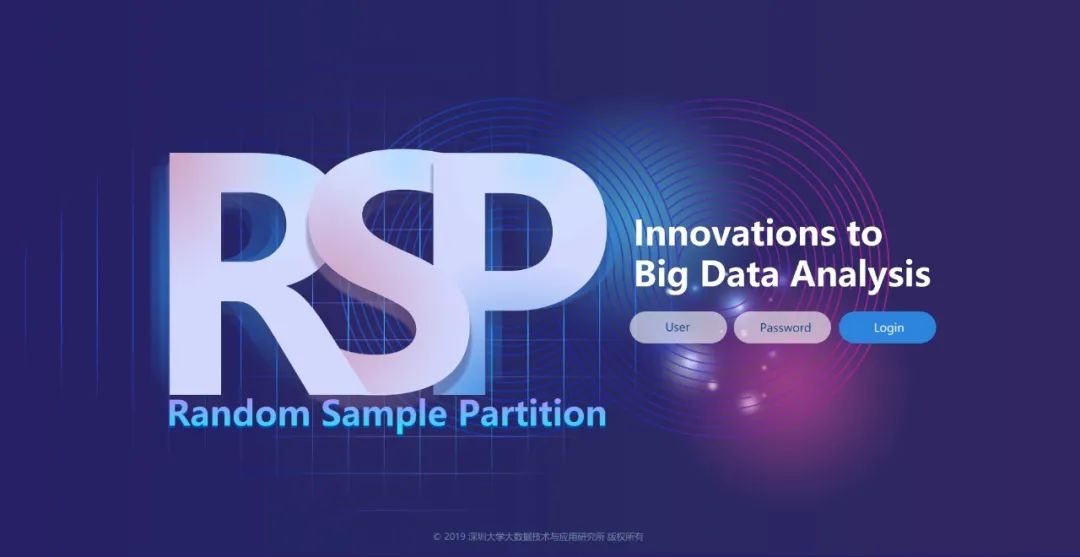 RSP
Random Sample Partition
Innovations to
Big Data Analysis
User
Password
Login
© 2019 深圳大学大数据技术与应用研究所 版权所有